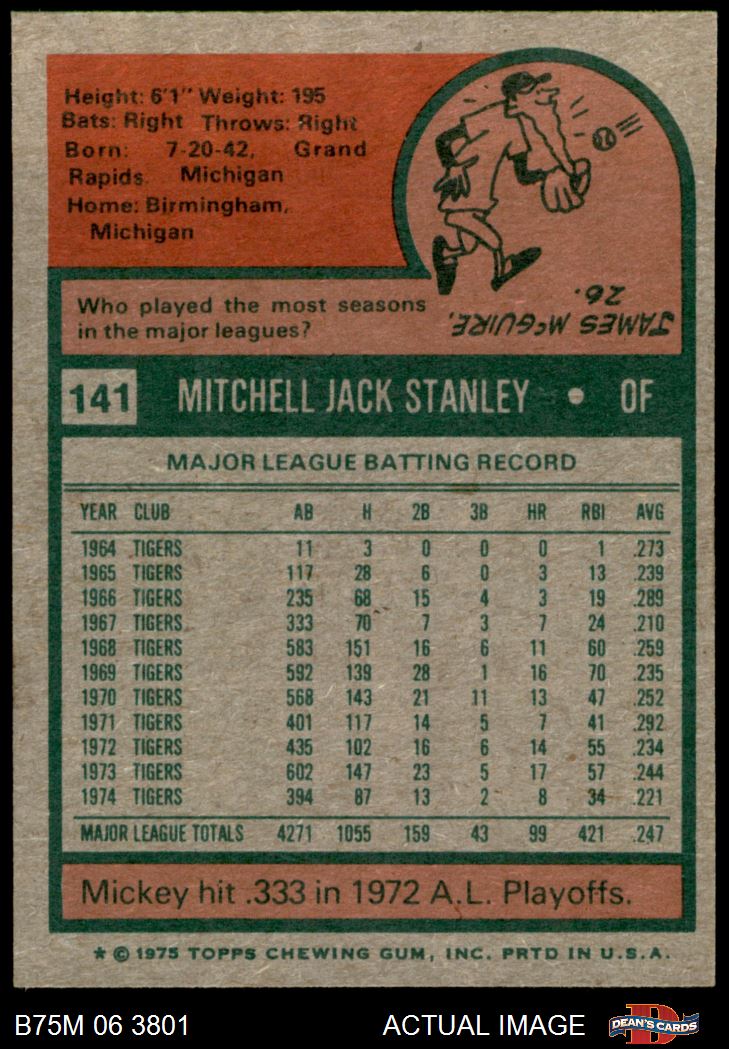 Height: 6'1" Weight: 195
Bats: Right Throws: Right
Born: 7-20-42, Grand
Rapids Michigan
Home: Birmingham,
Michigan
Who played the most seasons
in the major leagues?
JAMES McGUIRE,
26.
141 MITCHELL JACK STANLEY • OF
MAJOR LEAGUE BATTING RECORD
YEAR CLUB AB H 2B 3B HR RBI AVG
1964 TIGERS 11 3 0 0 0 1 .273
1965 TIGERS 117 28 6 0 3 13 .239
1966 TIGERS 235 68 15 4 3 19 .289
1967 TIGERS 333 70 7 3 7 24 .210
1968 TIGERS 583 151 16 6 11 60 .259
1969 TIGERS 592 139 28 1 16 70 .235
1970 TIGERS 568 143 21 11 13 47 .252
1971 TIGERS 401 117 14 5 7 41 .292
1972 TIGERS 435 102 16 6 14 55 .234
1973 TIGERS 602 147 23 5 17 57 .244
1974 TIGERS 394 87 13 2 8 34 .221
MAJOR LEAGUE TOTALS 4271 1055 159 43 99 421 .247
Mickey hit .333 in 1972 A.L. Playoffs.
* © 1975 TOPPS CHEWING GUM, INC. PRTD IN U.S.A.
B75M 06 3801 ACTUAL IMAGE DEAN'S CARDS